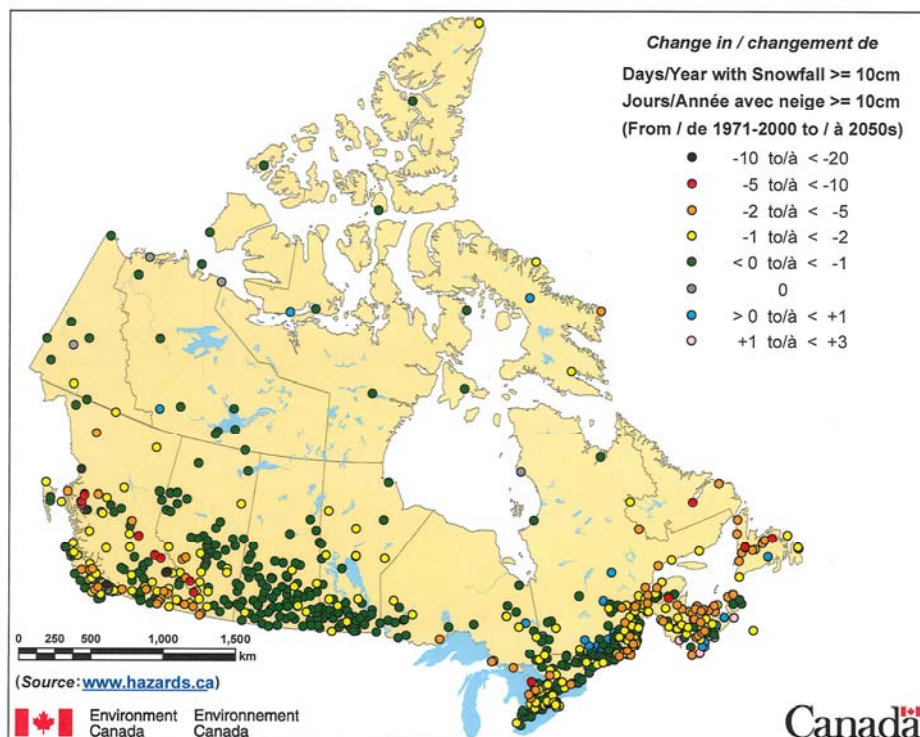 Change in / changement de
Days/Year with Snowfall >= 10cm
Jours/Année avec neige >= 10cm
(From / de 1971-2000 to / à 2050s)
-10 to/à < -20
-5 to/à < -10
-2 to/à < -5
-1 to/à < -2
< 0 to/à < -1
0
> 0 to/à < +1
+1 to/à < +3
0 250 500 1,000 1,500
km
(Source: www.hazards.ca)
Environment Environnement
Canada Canada
Canada